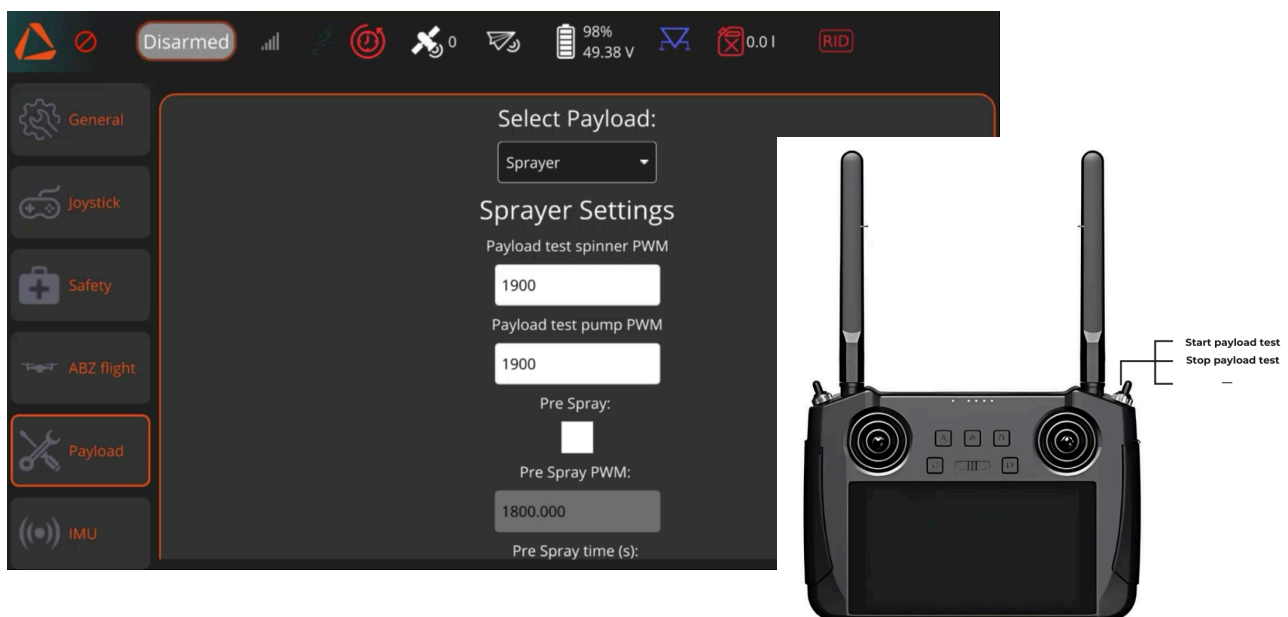 Disarmed
0
98%
49.38 V
0.0 l
RID
General
Joystick
Safety
ABZ flight
Payload
IMU
Select Payload:
Sprayer
Sprayer Settings
Payload test spinner PWM
1900
Payload test pump PWM
1900
Pre Spray:
Pre Spray PWM:
1800.000
Pre Spray time (s):
Start payload test
Stop payload test
—
A